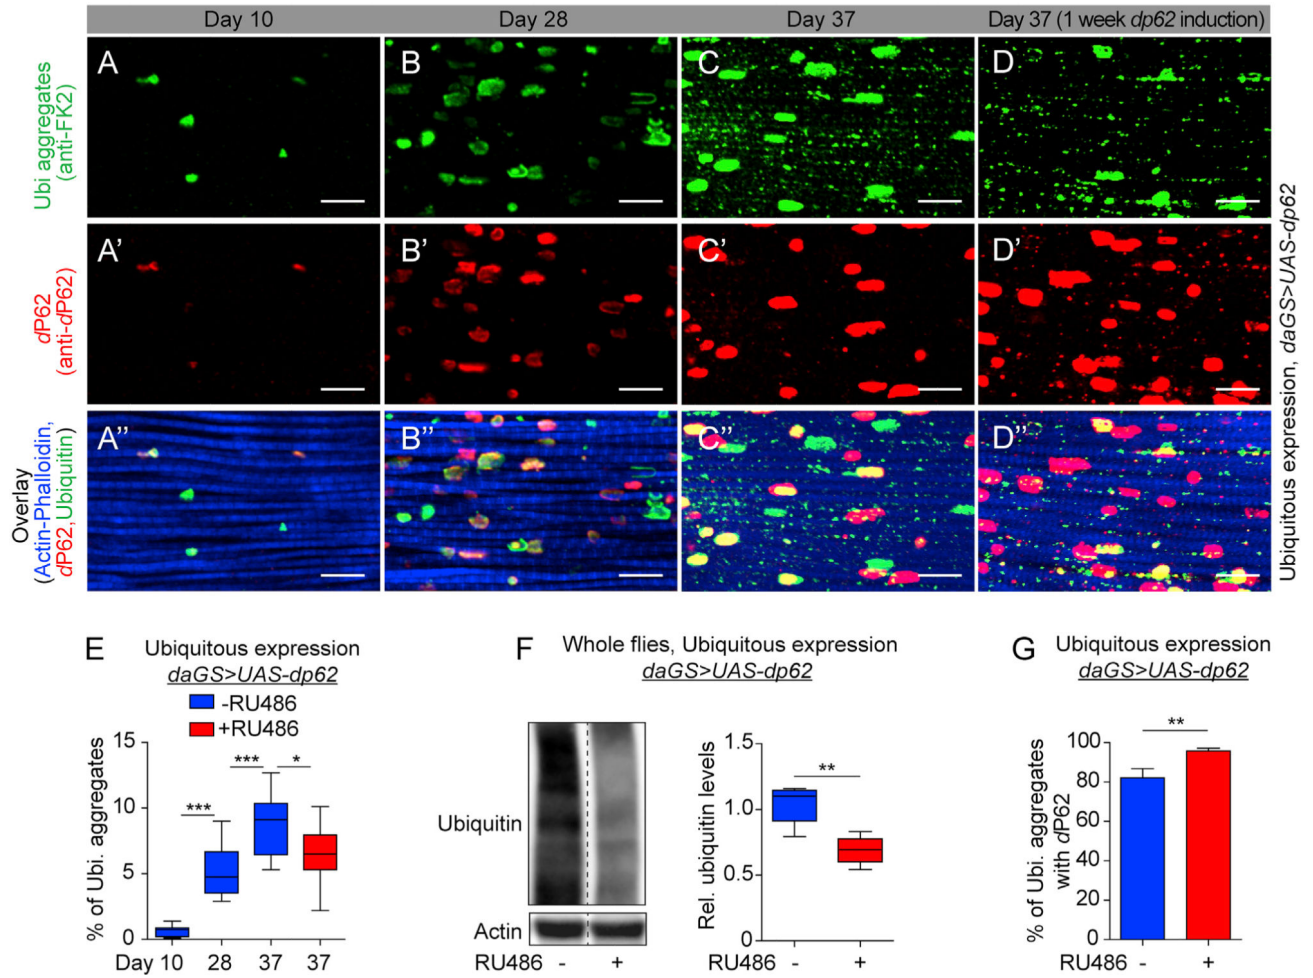 Day 10
Day 28
Day 37
Day 37 (1 week dp62 induction)
A
B
C
D
Ubi aggregates
(anti-FK2)
A’
B’
C’
D’
dP62
(anti-dP62)
A”
B”
C”
D”
Overlay
(Actin-Phalloidin,
dP62, Ubiquitin)
Ubiquitous expression, daGS>UAS-dp62
E
Ubiquitous expression
daGS>UAS-dp62
-RU486
+RU486
% of Ubi. aggregates
15
10
5
0
***
***
*
Day 10 28 37 37
F
Whole flies, Ubiquitous expression
daGS>UAS-dp62
Ubiquitin
Actin
RU486 - +
Rel. ubiquitin levels
1.5
1.0
0.5
0
**
RU486 - +
G
Ubiquitous expression
daGS>UAS-dp62
% of Ubi. aggregates
with dP62
100
80
60
40
20
0
**
RU486 - +